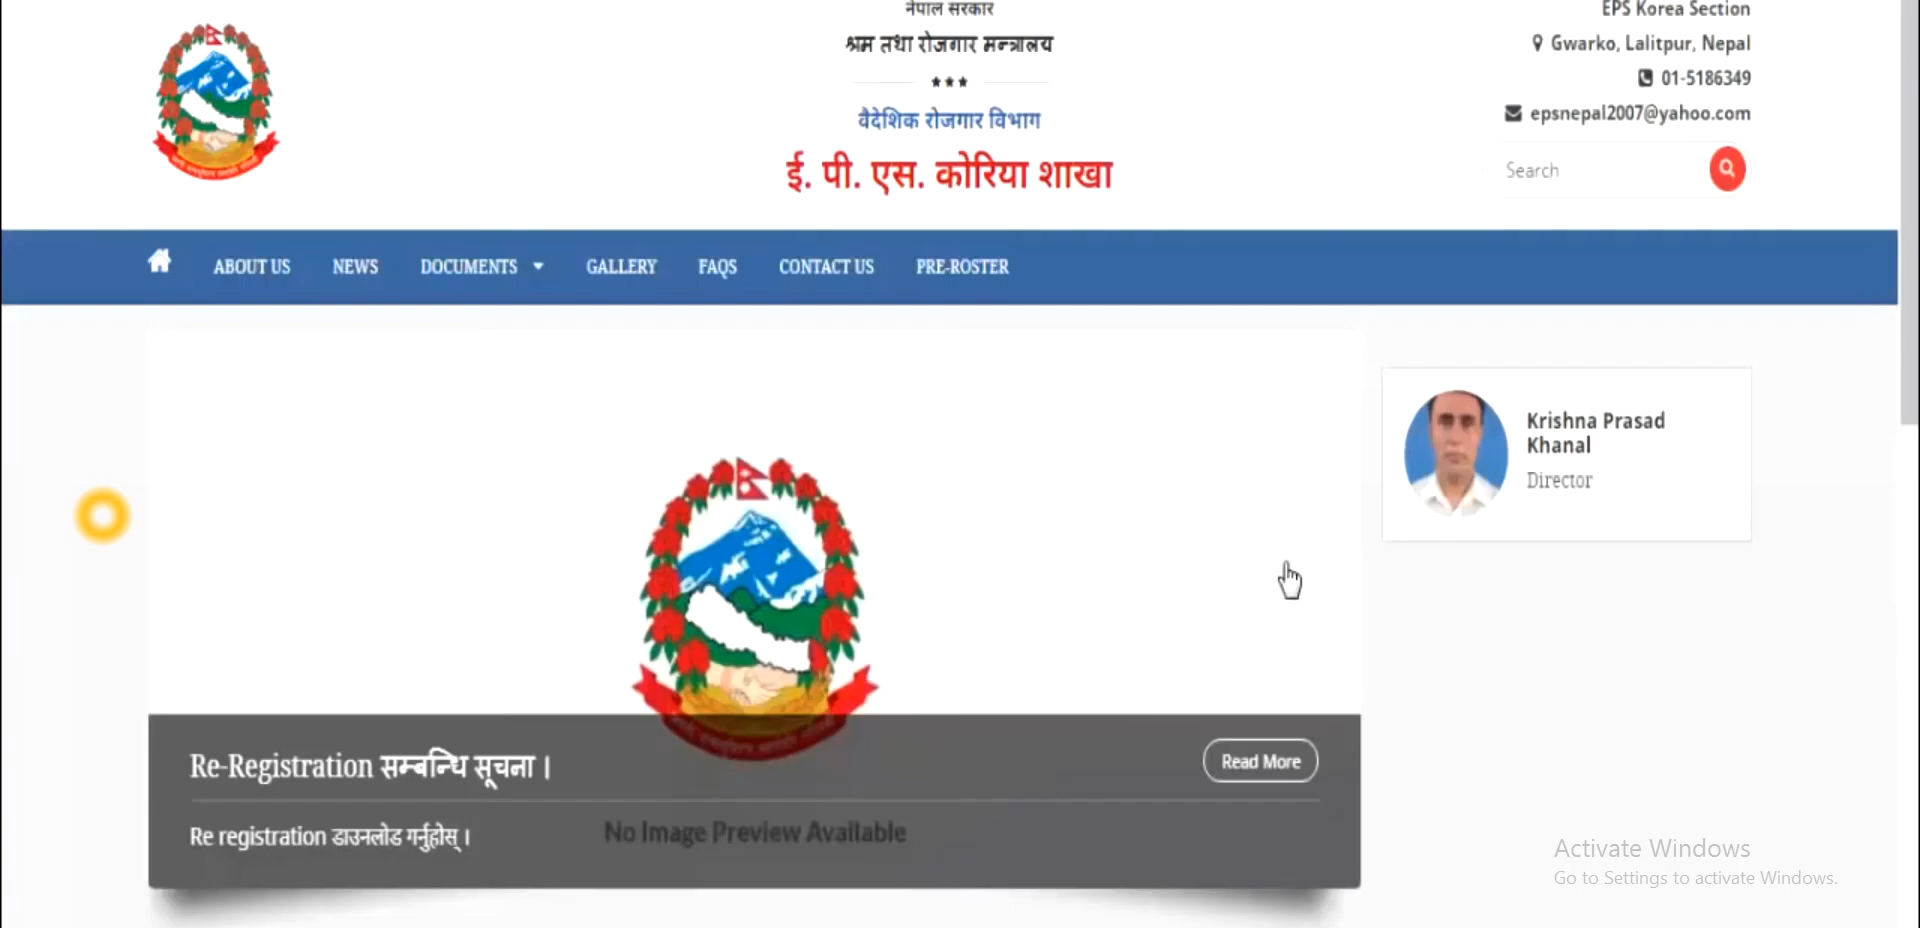 नेपाल सरकार
श्रम तथा रोजगार मन्त्रालय
वैदेशिक रोजगार विभाग
ई. पी. एस. कोरिया शाखा
EPS Korea Section
Gwarko, Lalitpur, Nepal
01-5186349
epsnepal2007@yahoo.com
Search
ABOUT US NEWS DOCUMENTS GALLERY FAQS CONTACT US PRE-ROSTER
Krishna Prasad
Khanal
Director
Re-Registration सम्बन्धि सूचना ।
Read More
Re registration डाउनलोड गर्नुहोस् ।
No Image Preview Available
Activate Windows
Go to Settings to activate Windows.